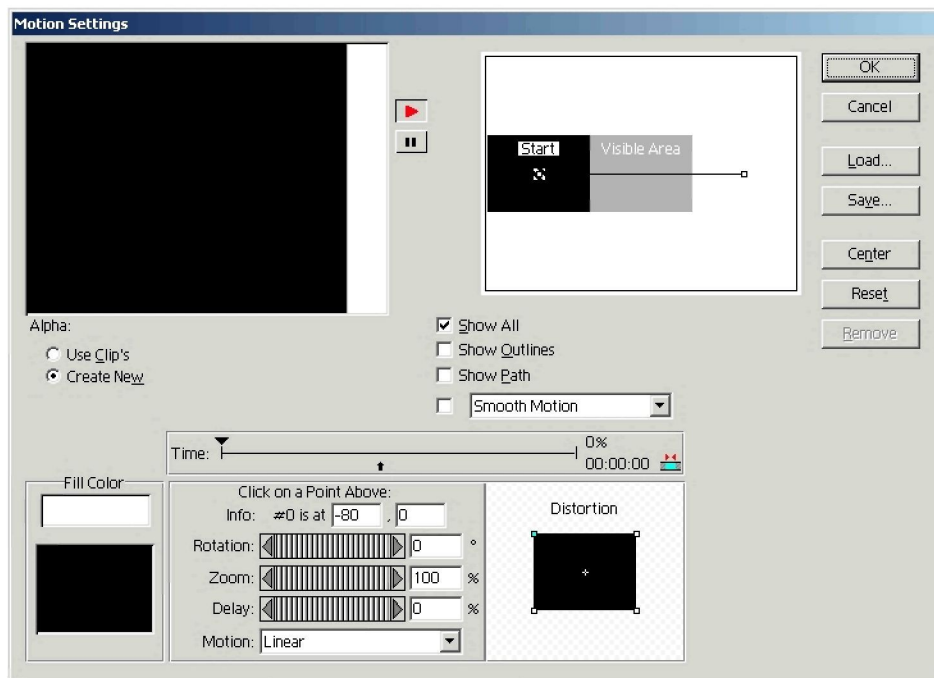 Motion Settings
OK
Cancel
Start
Visible Area
Load...
Save...
Center
Reset
Remove
Alpha:
Use Clip's
Create New
Show All
Show Outlines
Show Path
Smooth Motion
Time:
0%
00:00:00
Fill Color
Click on a Point Above:
Info: #0 is at -80 , 0
Rotation: 0 °
Zoom: 100 %
Delay: 0 %
Motion: Linear
Distortion